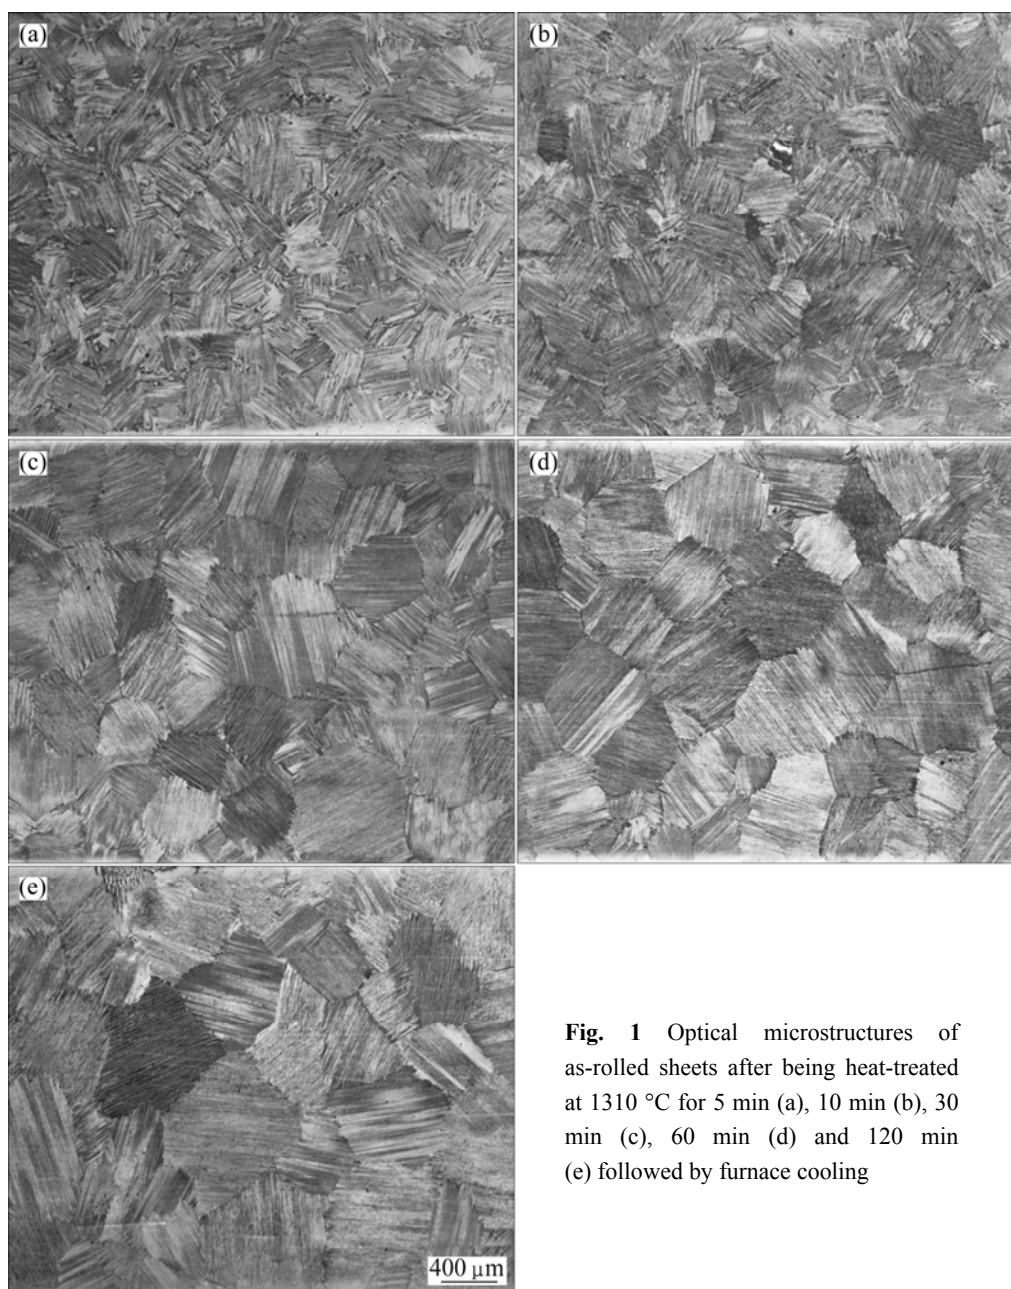 (a)
(b)
(c)
(d)
(e)
400 μm
Fig. 1 Optical microstructures of
as-rolled sheets after being heat-treated
at 1310 °C for 5 min (a), 10 min (b), 30
min (c), 60 min (d) and 120 min
(e) followed by furnace cooling